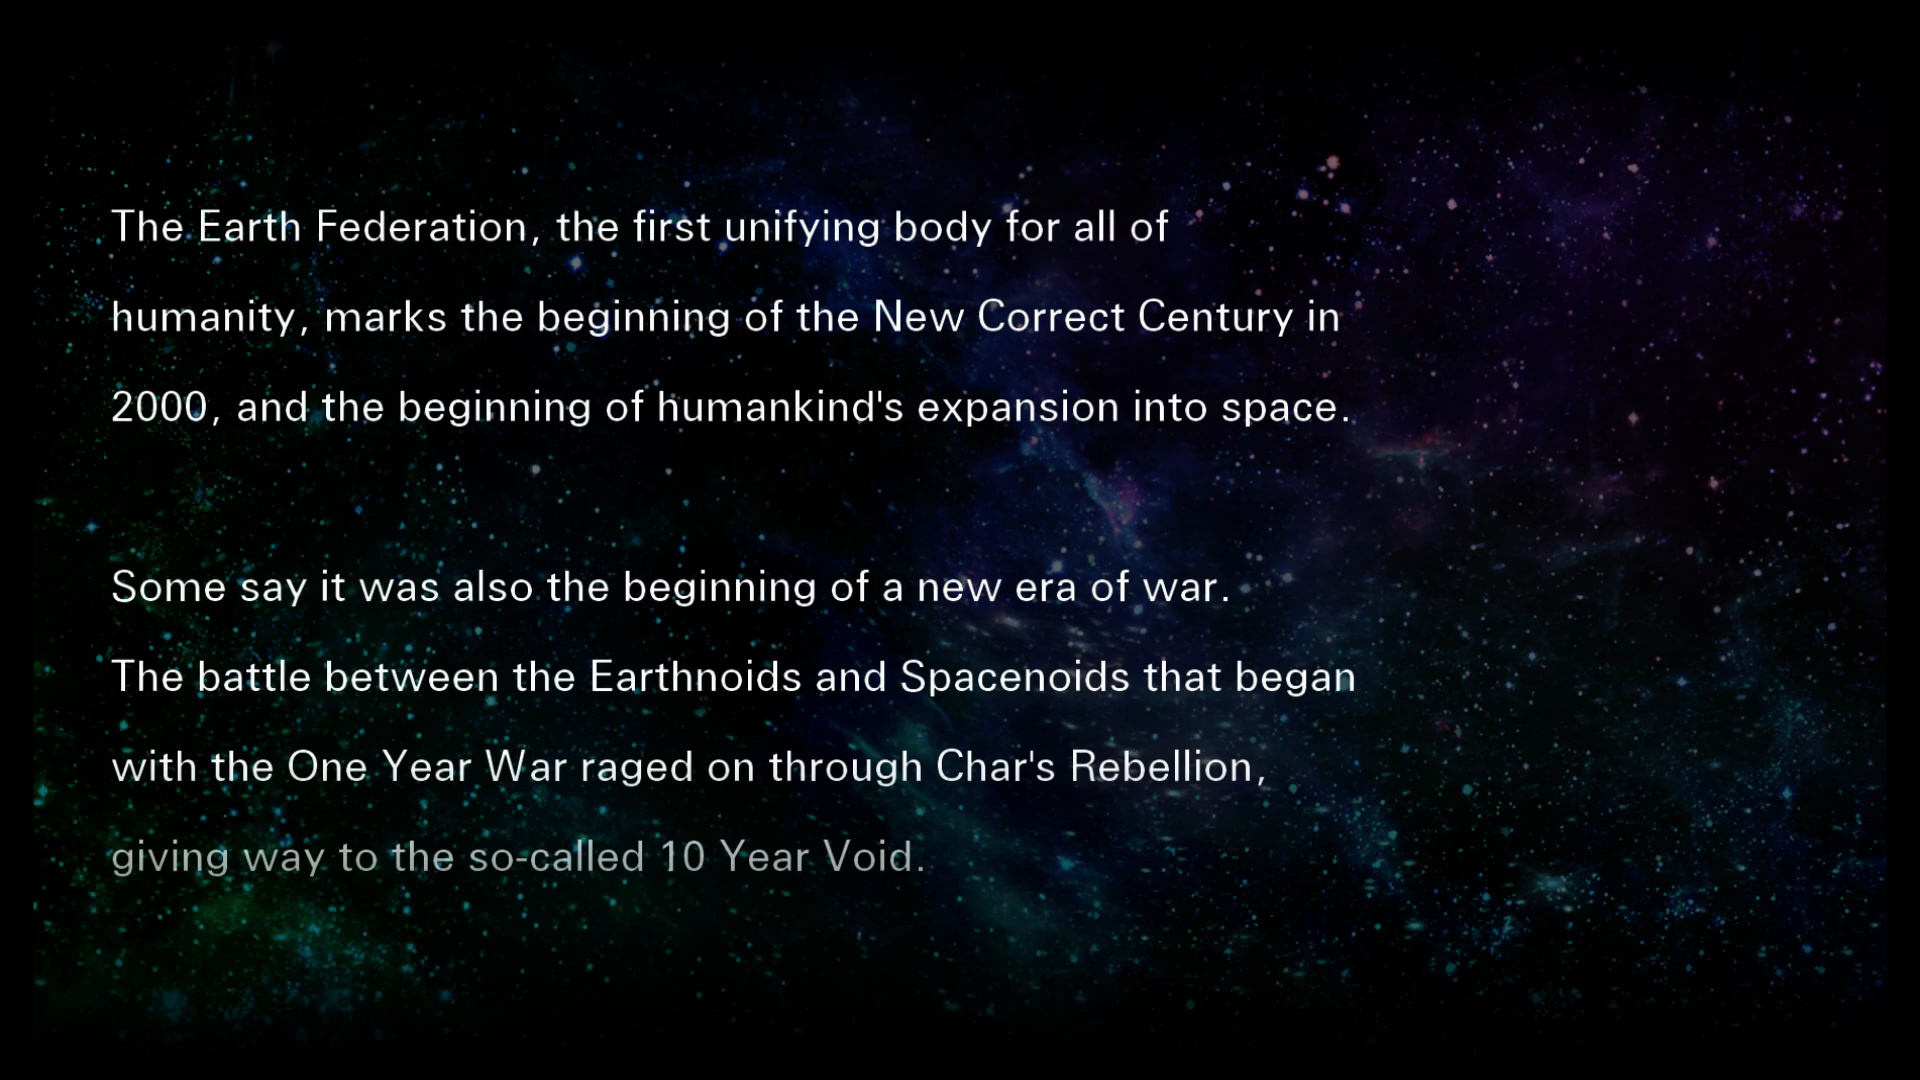 The Earth Federation, the first unifying body for all of
humanity, marks the beginning of the New Correct Century in
2000, and the beginning of humankind's expansion into space.
Some say it was also the beginning of a new era of war.
The battle between the Earthnoids and Spacenoids that began
with the One Year War raged on through Char's Rebellion,
giving way to the so-called 10 Year Void.